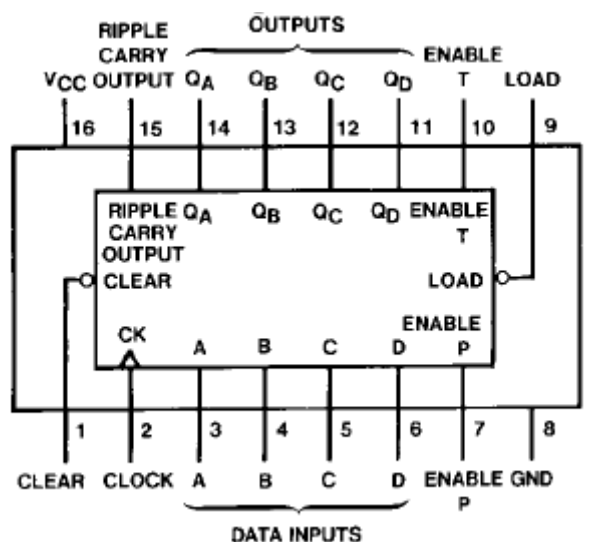 OUTPUTS
RIPPLE
CARRY
ENABLE
VCC OUTPUT QA QB QC QD T LOAD
16 15 14 13 12 11 10 9
RIPPLE QA QB QC QD ENABLE
CARRY T
OUTPUT
CLEAR LOAD
CK ENABLE
A B C D P
1 2 3 4 5 6 7 8
CLEAR CLOCK A B C D ENABLE GND
P
DATA INPUTS